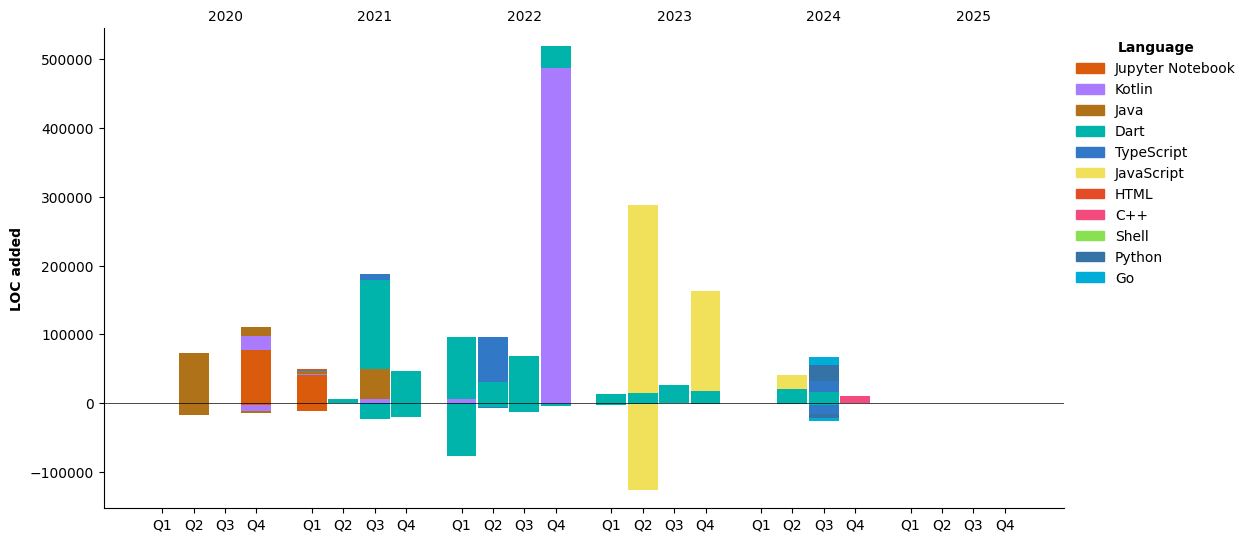 2020 2021 2022 2023 2024 2025
LOC added
500000
400000
300000
200000
100000
0
−100000
Q1 Q2 Q3 Q4 Q1 Q2 Q3 Q4 Q1 Q2 Q3 Q4 Q1 Q2 Q3 Q4 Q1 Q2 Q3 Q4 Q1 Q2 Q3 Q4
Language
Jupyter Notebook
Kotlin
Java
Dart
TypeScript
JavaScript
HTML
C++
Shell
Python
Go